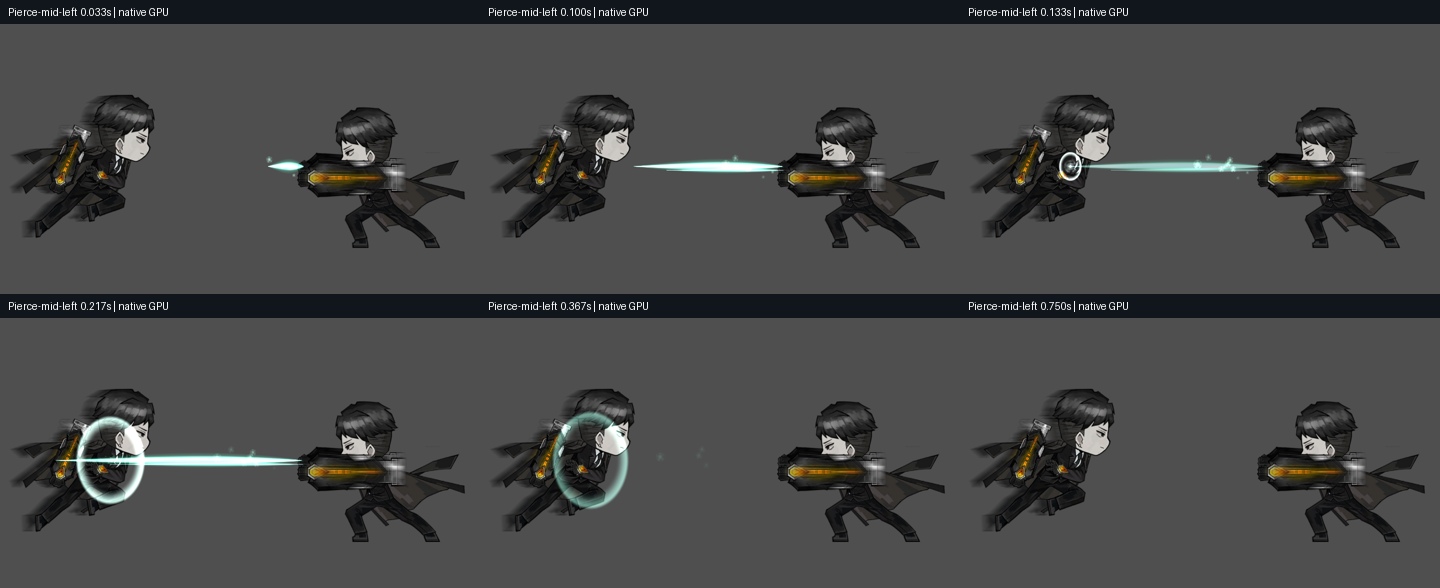 Pierce-mid-left 0.033s | native GPU
Pierce-mid-left 0.100s | native GPU
Pierce-mid-left 0.133s | native GPU
Pierce-mid-left 0.217s | native GPU
Pierce-mid-left 0.367s | native GPU
Pierce-mid-left 0.750s | native GPU